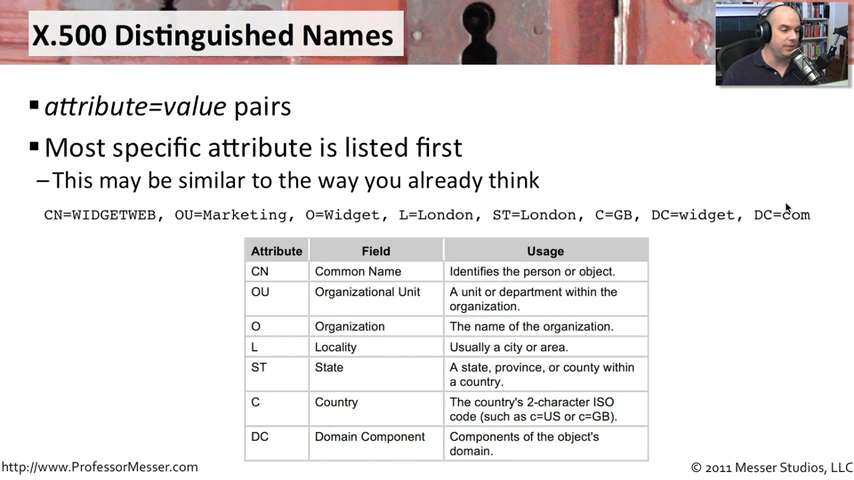 X.500 Distinguished Names
▪ attribute=value pairs
▪ Most specific attribute is listed first
– This may be similar to the way you already think
CN=WIDGETWEB, OU=Marketing, O=Widget, L=London, ST=London, C=GB, DC=widget, DC=com
Attribute Field Usage
CN Common Name Identifies the person or object.
OU Organizational Unit A unit or department within the
organization.
O Organization The name of the organization.
L Locality Usually a city or area.
ST State A state, province, or county within
a country.
C Country The country's 2-character ISO
code (such as c=US or c=GB).
DC Domain Component Components of the object's
domain.
http://www.ProfessorMesser.com © 2011 Messer Studios, LLC